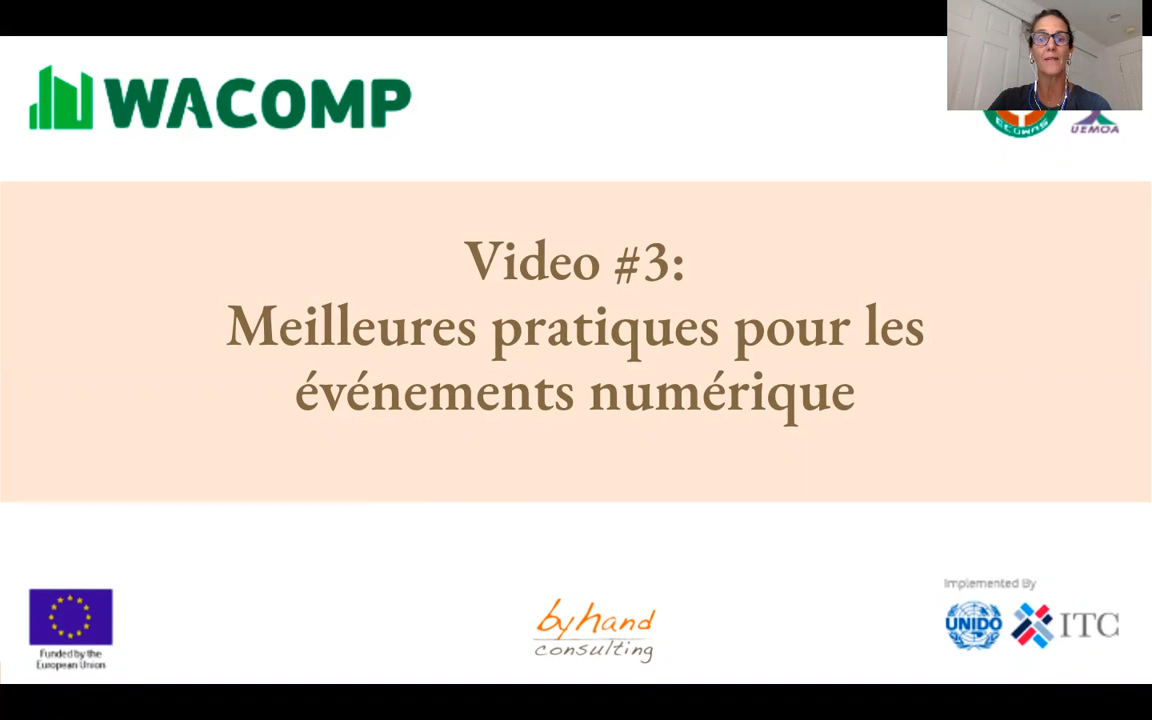 WACOMP
ECOWAS
UEMOA
Video #3:
Meilleures pratiques pour les
événements numérique
Funded by the
European Union
byhand
consulting
Implemented By
UNIDO
ITC